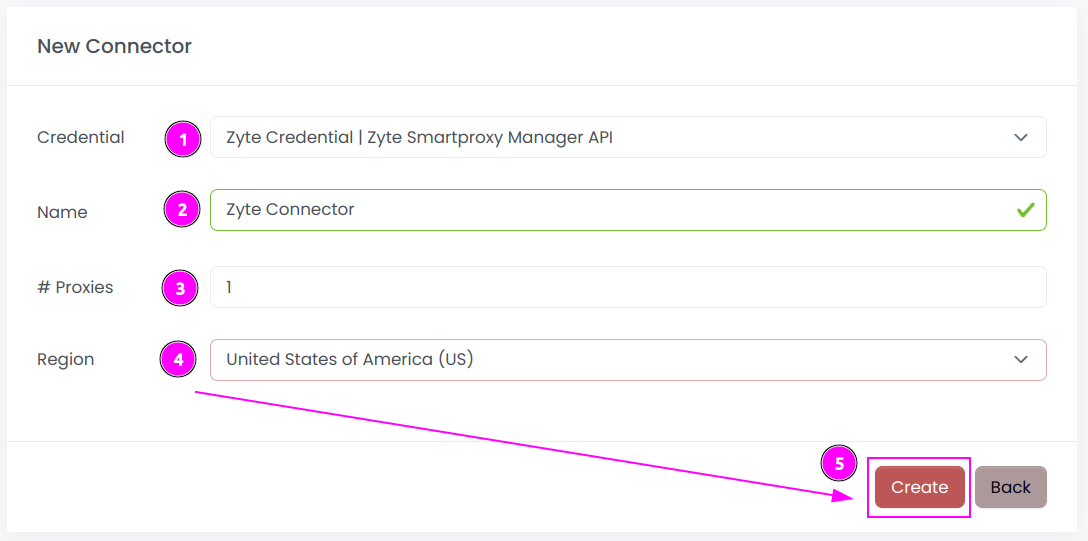 New Connector
Credential 1 Zyte Credential | Zyte Smartproxy Manager API
Name 2 Zyte Connector
# Proxies 3 1
Region 4 United States of America (US)
5 Create Back